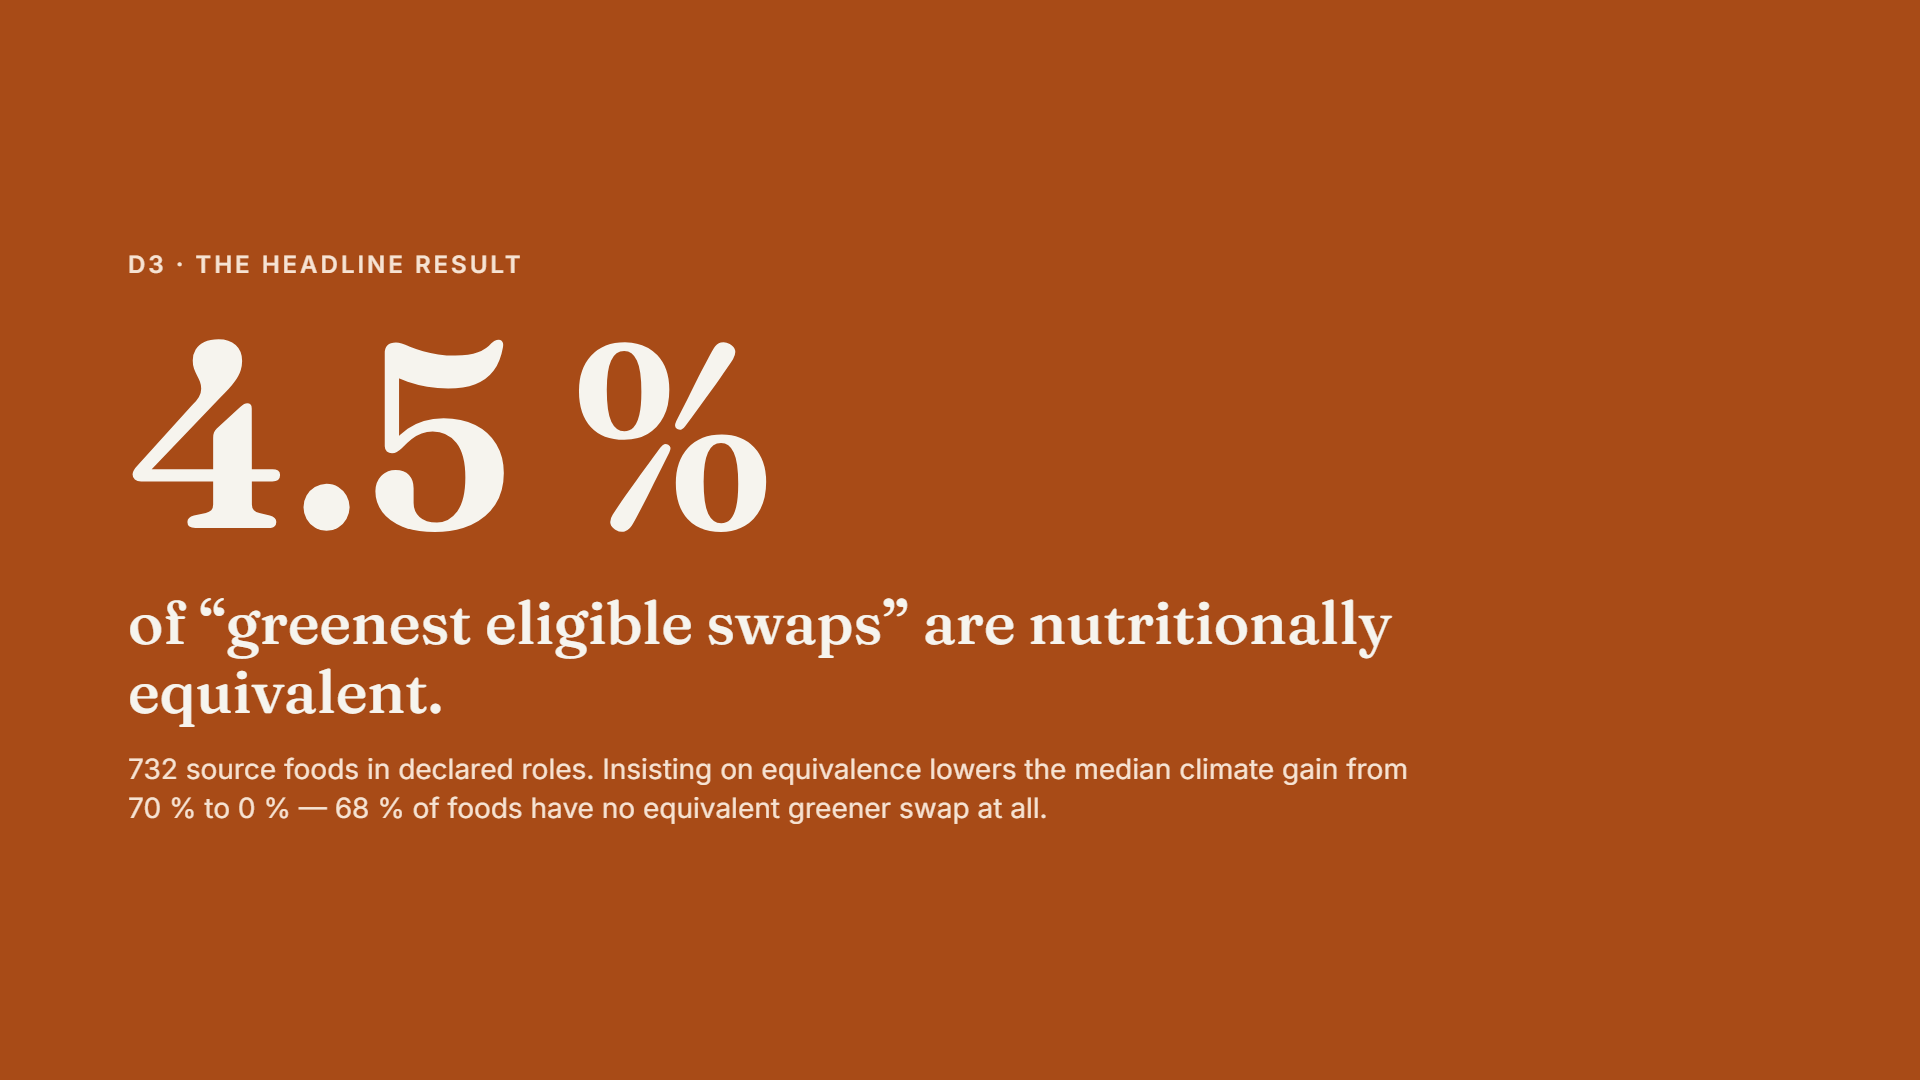 D3 · THE HEADLINE RESULT
4.5 %
of “greenest eligible swaps” are nutritionally
equivalent.
732 source foods in declared roles. Insisting on equivalence lowers the median climate gain from
70 % to 0 % — 68 % of foods have no equivalent greener swap at all.